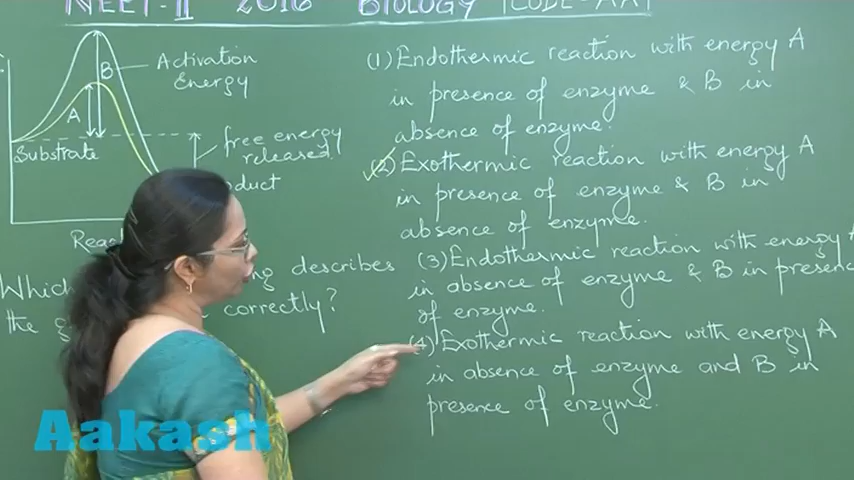 NEET-II 2016 BIOLOGY (CODE-AA)
Activation
Energy
B
A
free energy
released
Substrate
duct
Reac
Which ng describes
the g correctly?
(1) Endothermic reaction with energy A
in presence of enzyme & B in
absence of enzyme.
(2) Exothermic reaction with energy A
in presence of enzyme & B in
absence of enzyme.
(3) Endothermic reaction with energy A
in absence of enzyme & B in presence
of enzyme.
(4) Exothermic reaction with energy A
in absence of enzyme and B in
presence of enzyme.
Aakash